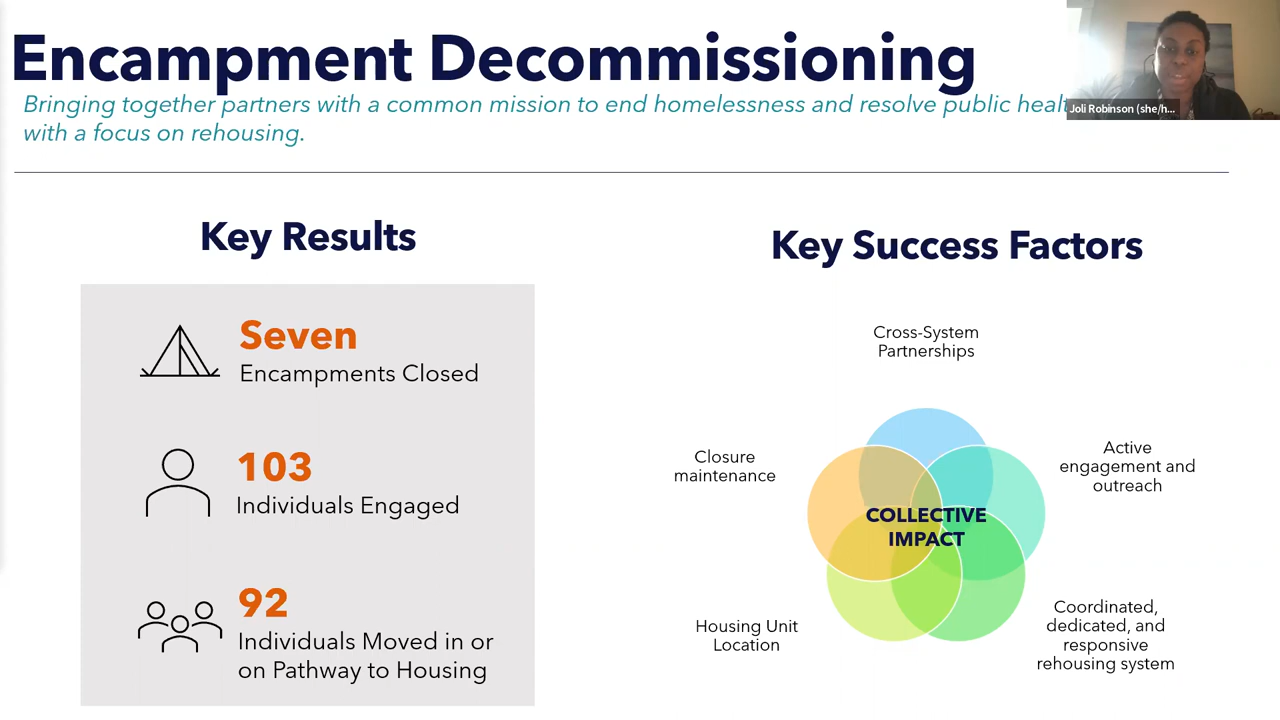 Encampment Decommissioning
Bringing together partners with a common mission to end homelessness and resolve public
with a focus on rehousing.
Joli Robinson (she/h...
Key Results
Seven
Encampments Closed
103
Individuals Engaged
92
Individuals Moved in or
on Pathway to Housing
Key Success Factors
Cross-System
Partnerships
Active
engagement and
outreach
Coordinated,
dedicated, and
responsive
rehousing system
Housing Unit
Location
Closure
maintenance
COLLECTIVE
IMPACT